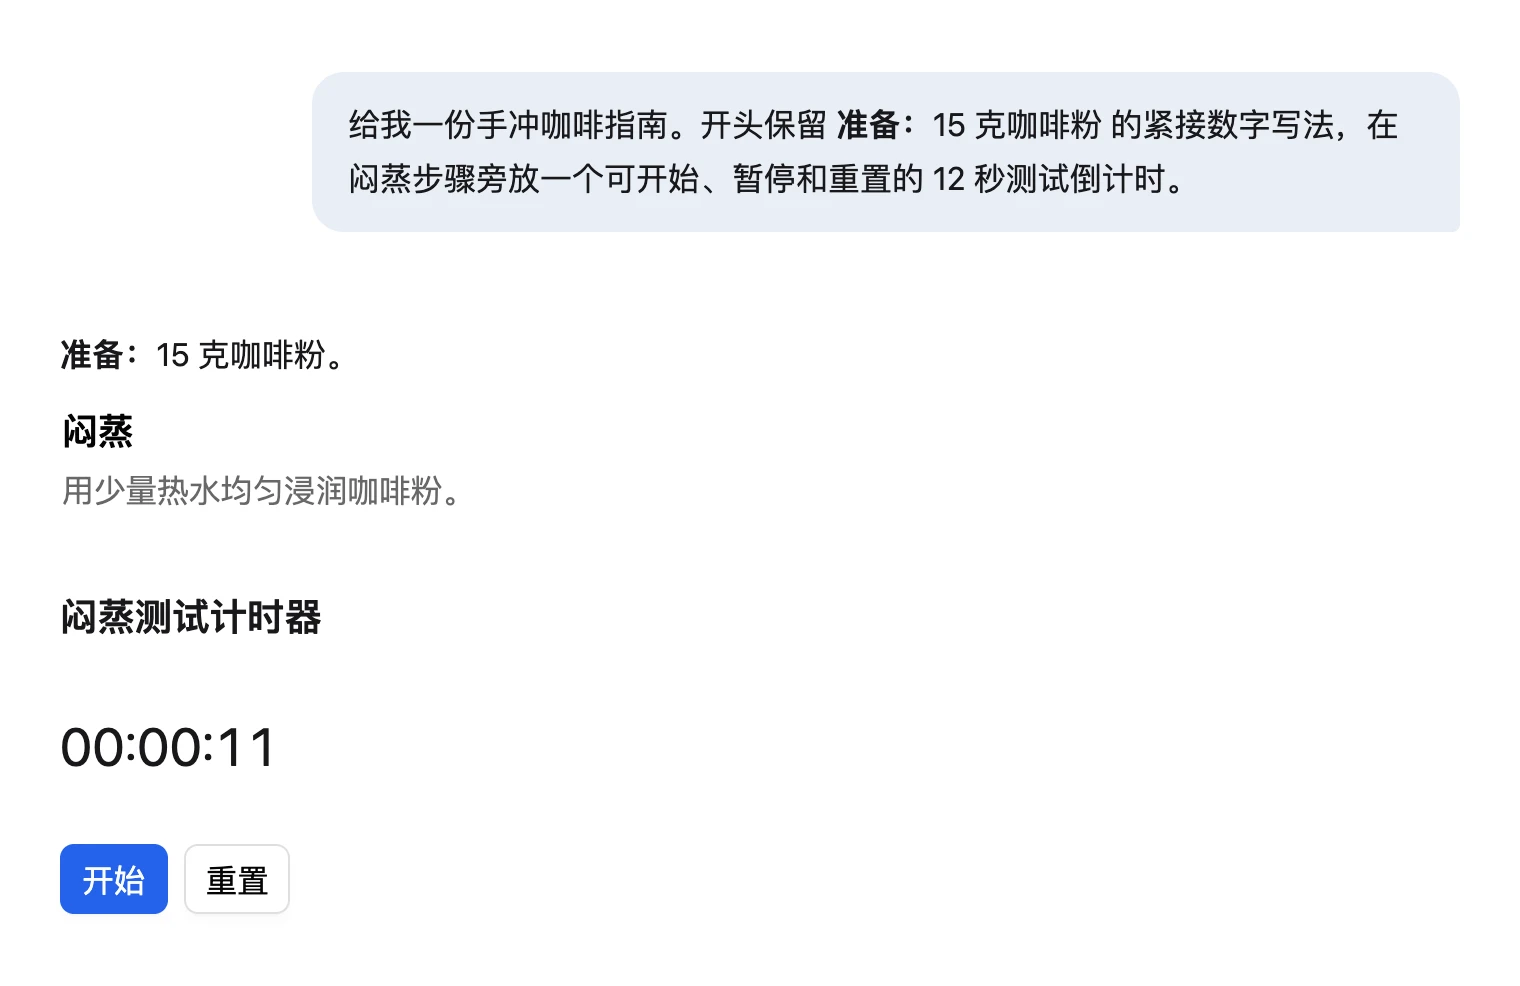 给我一份手冲咖啡指南。开头保留 准备：15 克咖啡粉 的紧接数字写法，在
闷蒸步骤旁放一个可开始、暂停和重置的 12 秒测试倒计时。
准备：15 克咖啡粉。
闷蒸
用少量热水均匀浸润咖啡粉。
闷蒸测试计时器
00:00:11
开始 重置